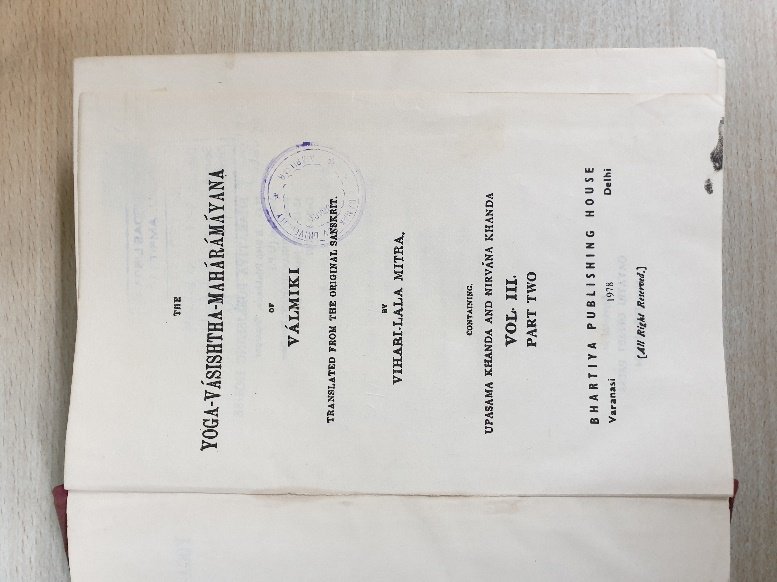 THE
YOGA-VÁSISHTHA-MAHÁRÁMÁYAṆA
OF
VÁLMIKI
TRANSLATED FROM THE ORIGINAL SANSKRIT.
BY
VIHARI-LALA MITRA,
CONTAINING.
UPASAMA KHANDA AND NIRVÁNA KHANDA
VOL. III.
PART TWO
BHARTIYA PUBLISHING HOUSE
Varanasi 1978 Delhi
[All Right Reserved.]